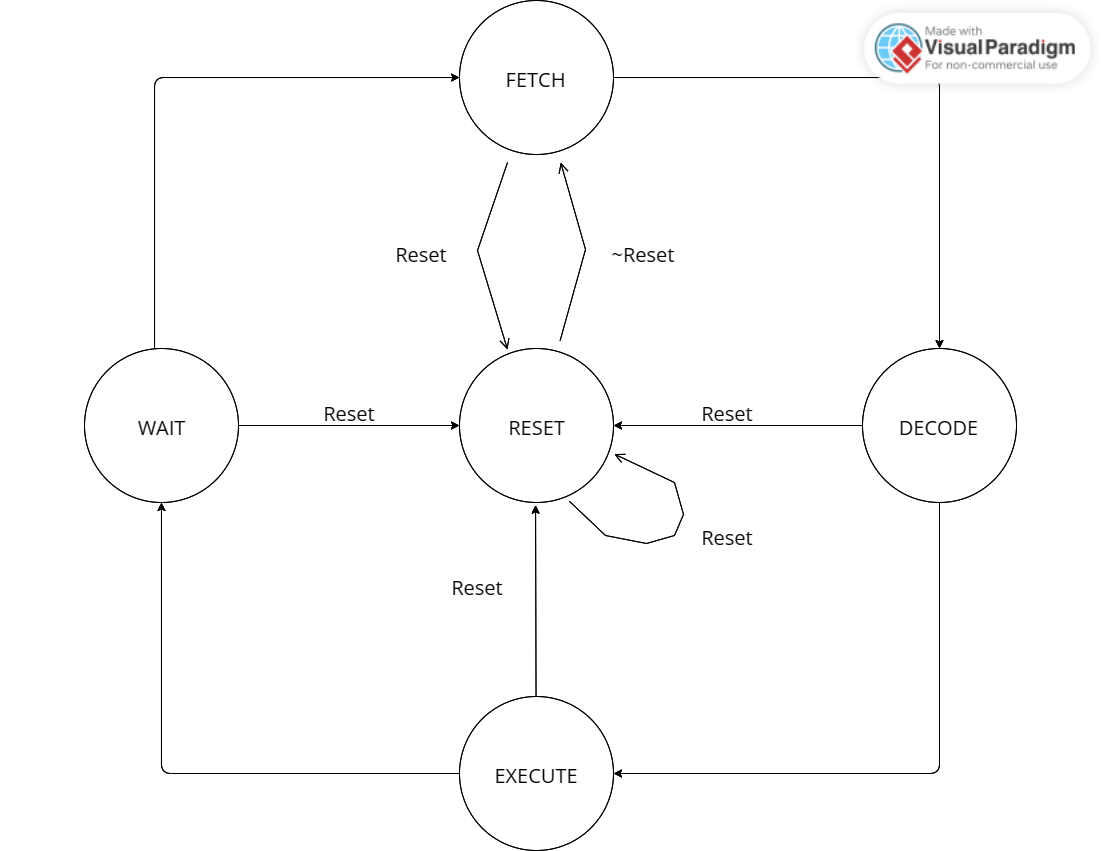 Made with
Visual Paradigm
For non-commercial use
FETCH
Reset
~Reset
WAIT
Reset
RESET
Reset
DECODE
Reset
Reset
EXECUTE